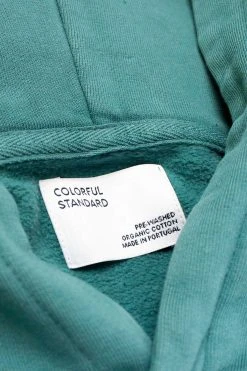 COLORFUL
STANDARD
PRE-WASHED
ORGANIC COTTON
MADE IN PORTUGAL